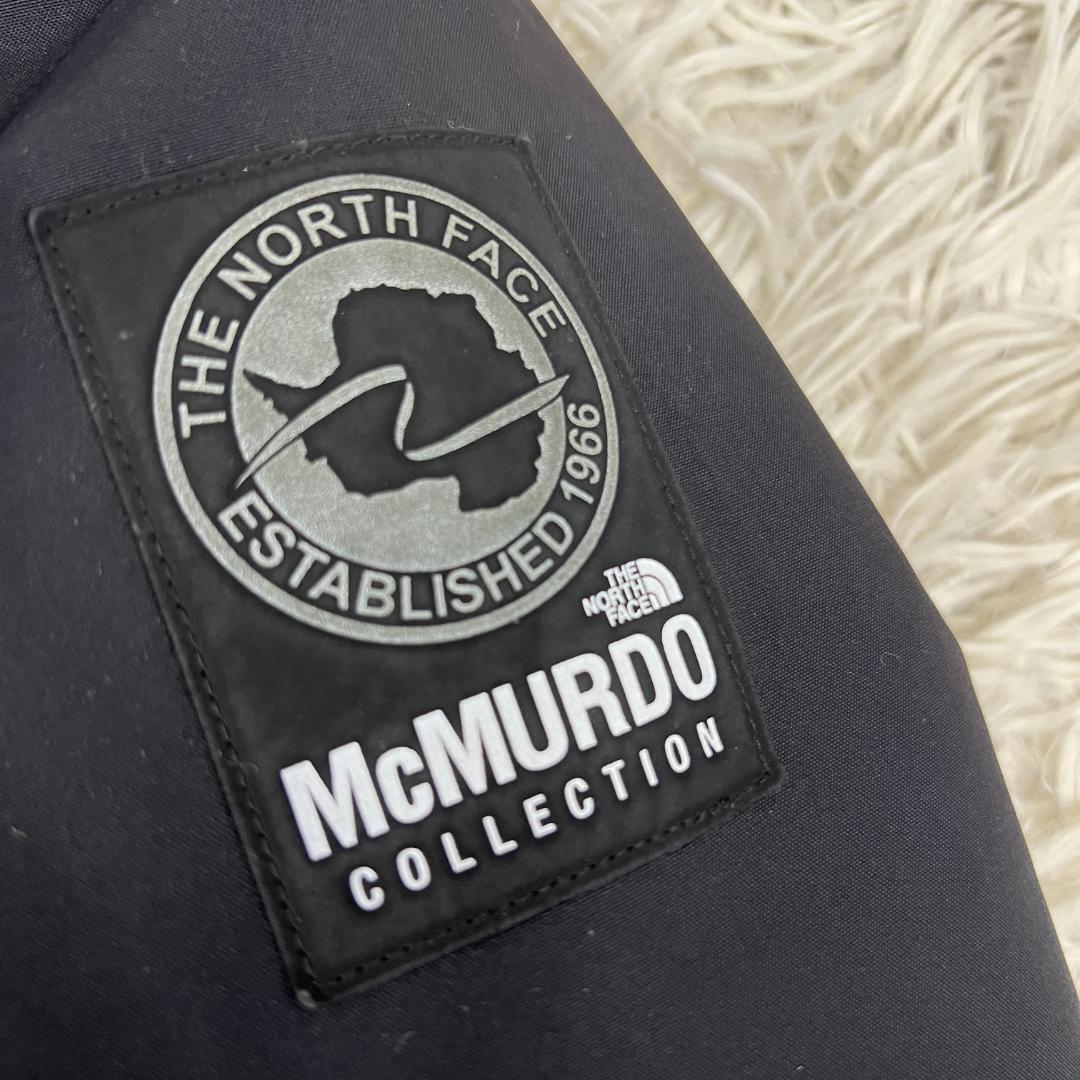 THE NORTH FACE
ESTABLISHED 1966
THE
NORTH
FACE
McMURDO
COLLECTION